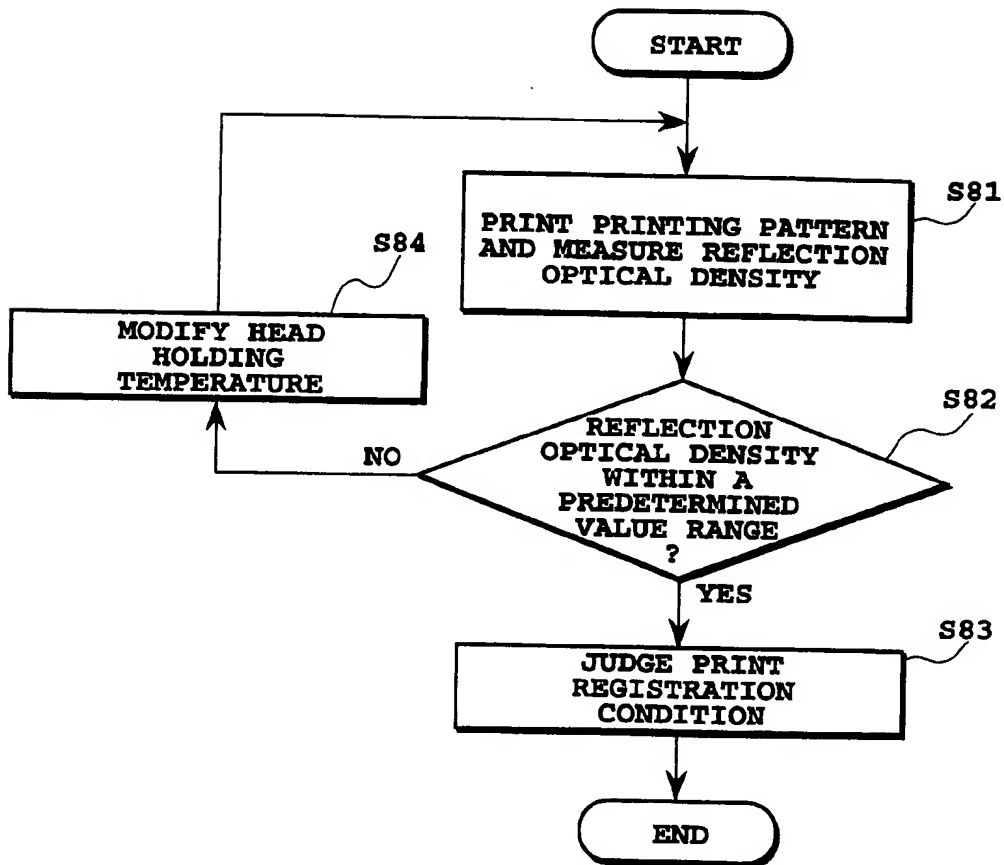 START
S81
PRINT PRINTING PATTERN
AND MEASURE REFLECTION
OPTICAL DENSITY
S84
MODIFY HEAD
HOLDING
TEMPERATURE
S82
REFLECTION
OPTICAL DENSITY
WITHIN A
PREDETERMINED
VALUE RANGE
?
NO
YES
S83
JUDGE PRINT
REGISTRATION
CONDITION
END